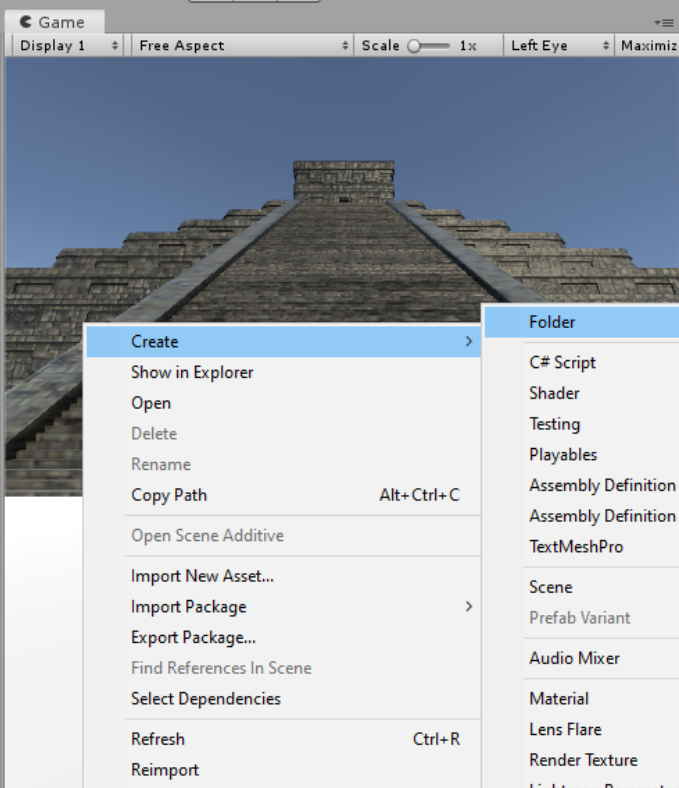 Game
Display 1
Free Aspect
Scale
1x
Left Eye
Maximiz
Create
Show in Explorer
Open
Delete
Rename
Copy Path Alt+Ctrl+C
Open Scene Additive
Import New Asset...
Import Package
Export Package...
Find References In Scene
Select Dependencies
Refresh Ctrl+R
Reimport
Folder
C# Script
Shader
Testing
Playables
Assembly Definition
Assembly Definition
TextMeshPro
Scene
Prefab Variant
Audio Mixer
Material
Lens Flare
Render Texture